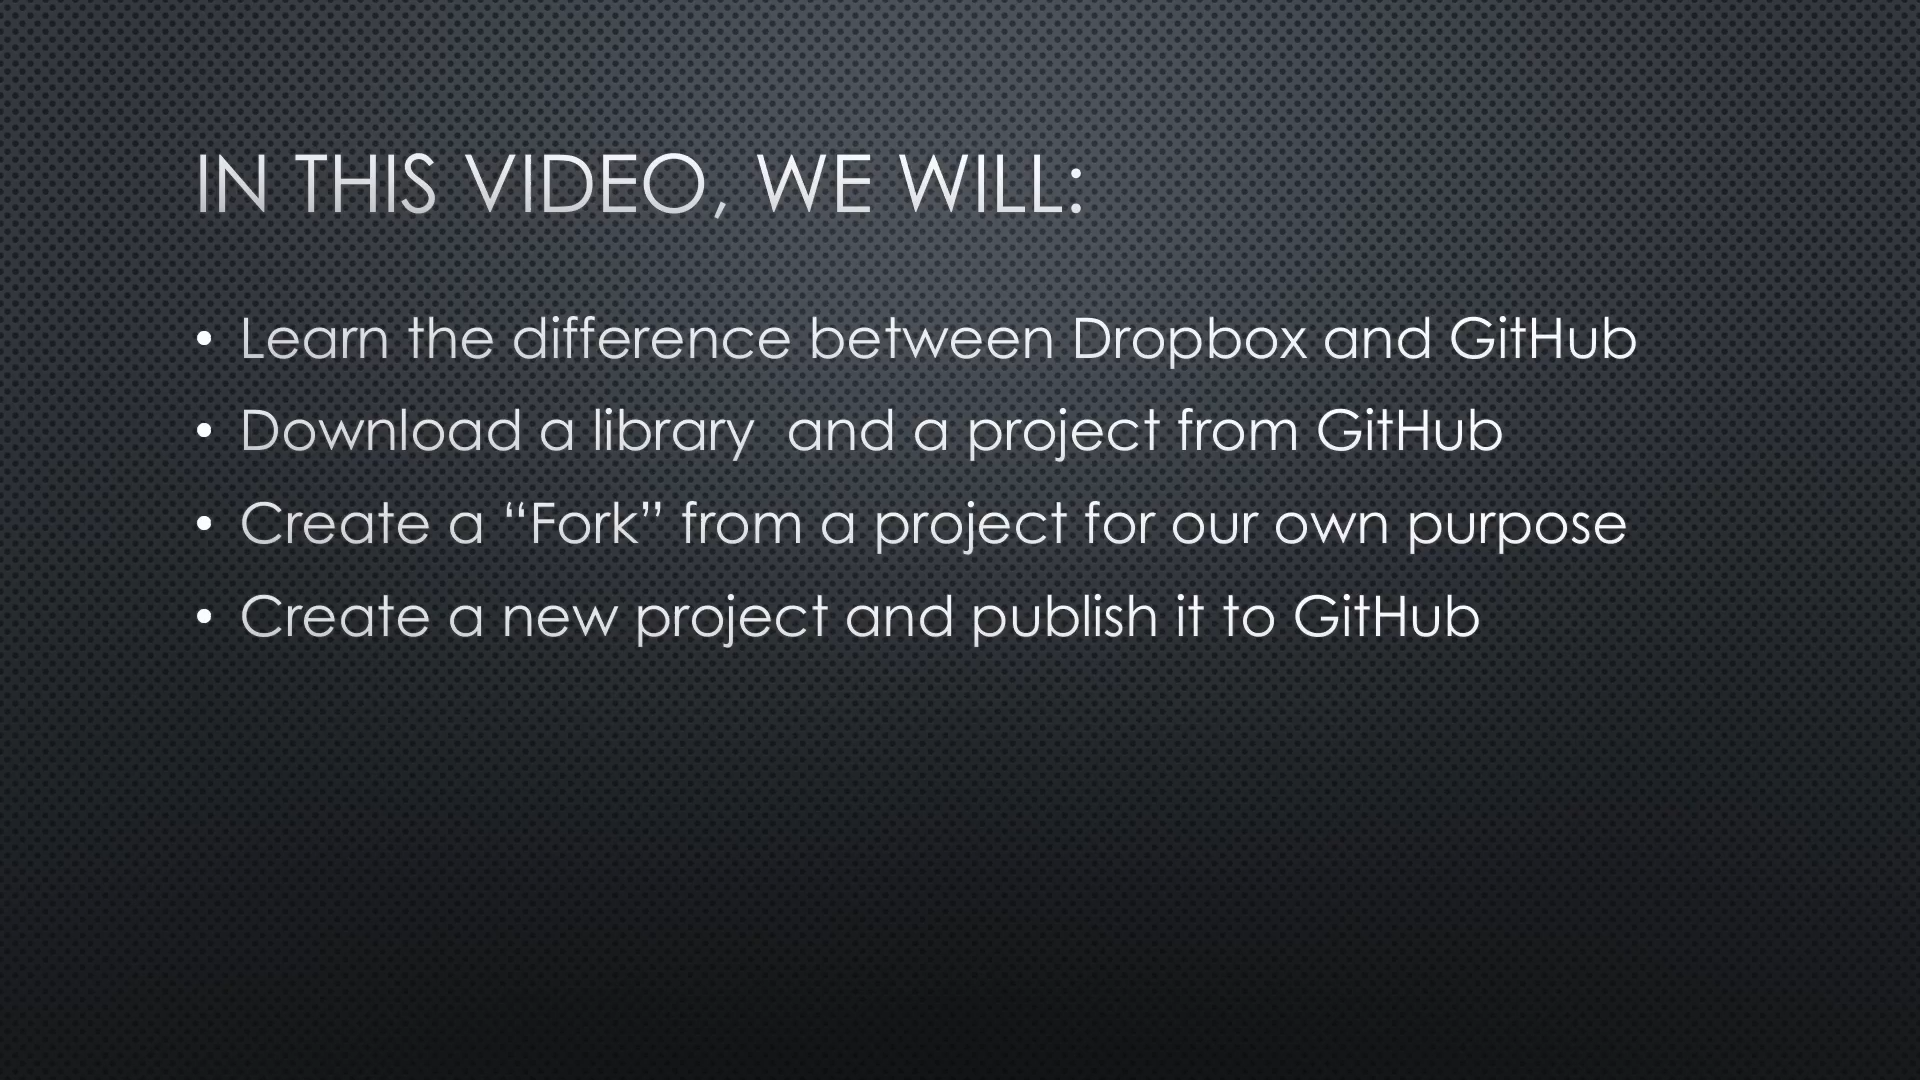 IN THIS VIDEO, WE WILL:
• Learn the difference between Dropbox and GitHub
• Download a library  and a project from GitHub
• Create a “Fork” from a project for our own purpose
• Create a new project and publish it to GitHub